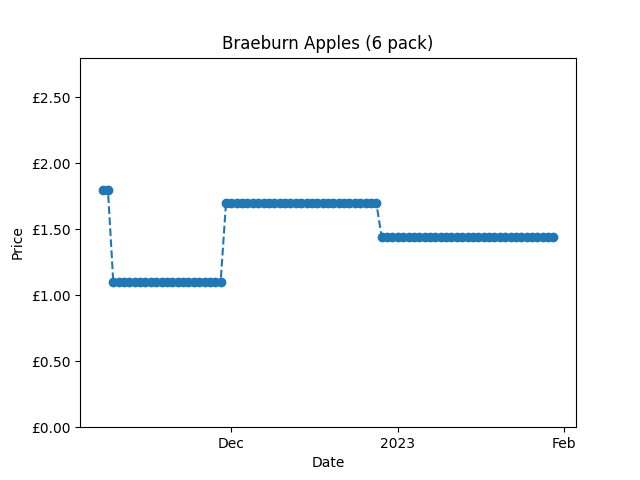 Braeburn Apples (6 pack)
£2.50
£2.00
£1.50
£1.00
£0.50
£0.00
Price
Dec
2023
Feb
Date